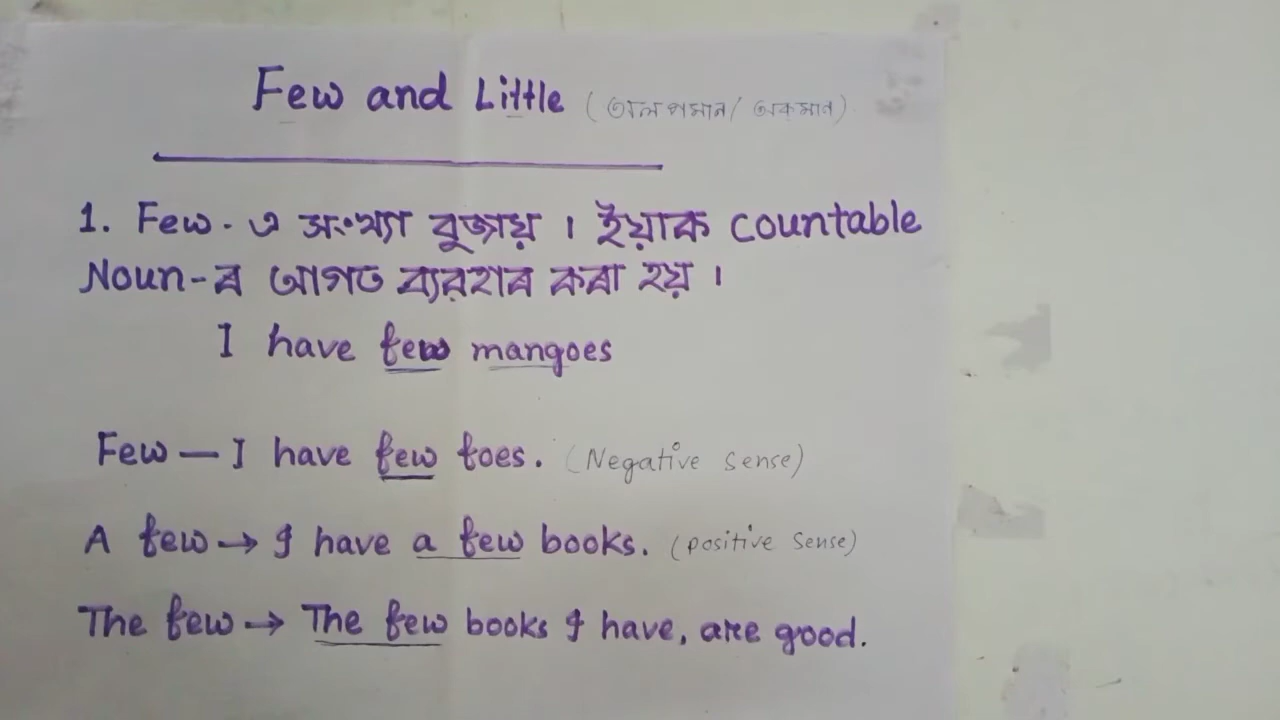 Few and Little (অলপমান/ অকমান)
1. Few - এ সংখ্যা বুজায় । ইয়াক countable
Noun-ৰ আগত ব্যৱহাৰ কৰা হয় ।
I have few mangoes
Few — I have few toes. (Negative sense)
A few → I have a few books. (positive sense)
The few → The few books I have, are good.